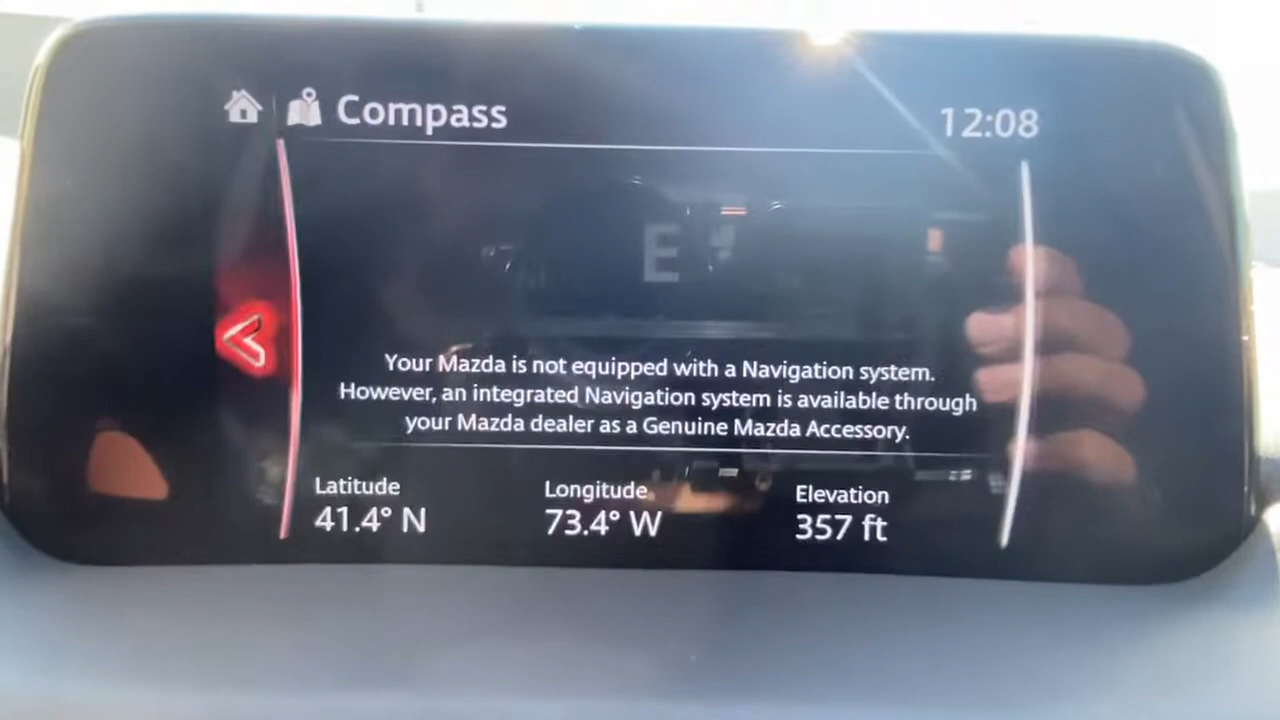 Compass
12:08
E
Your Mazda is not equipped with a Navigation system.
However, an integrated Navigation system is available through
your Mazda dealer as a Genuine Mazda Accessory.
Latitude
41.4° N
Longitude
73.4° W
Elevation
357 ft